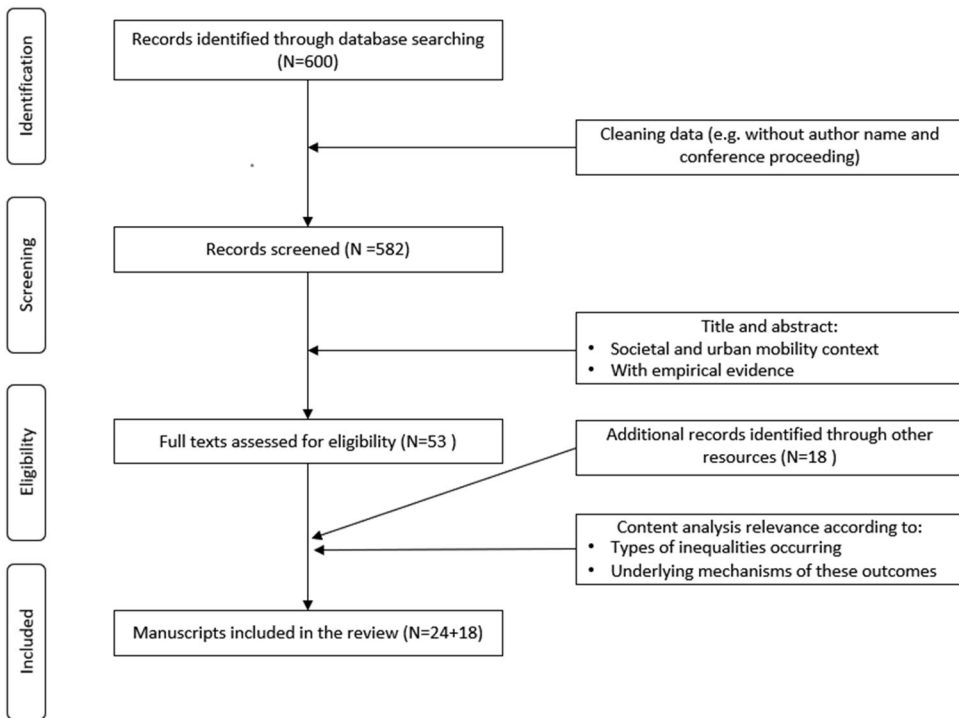 Identification
Records identified through database searching
(N=600)
Cleaning data (e.g. without author name and
conference proceeding)
Screening
Records screened (N =582)
Title and abstract:
• Societal and urban mobility context
• With empirical evidence
Eligibility
Full texts assessed for eligibility (N=53 )
Additional records identified through other
resources (N=18 )
Content analysis relevance according to:
• Types of inequalities occurring
• Underlying mechanisms of these outcomes
Included
Manuscripts included in the review (N=24+18)